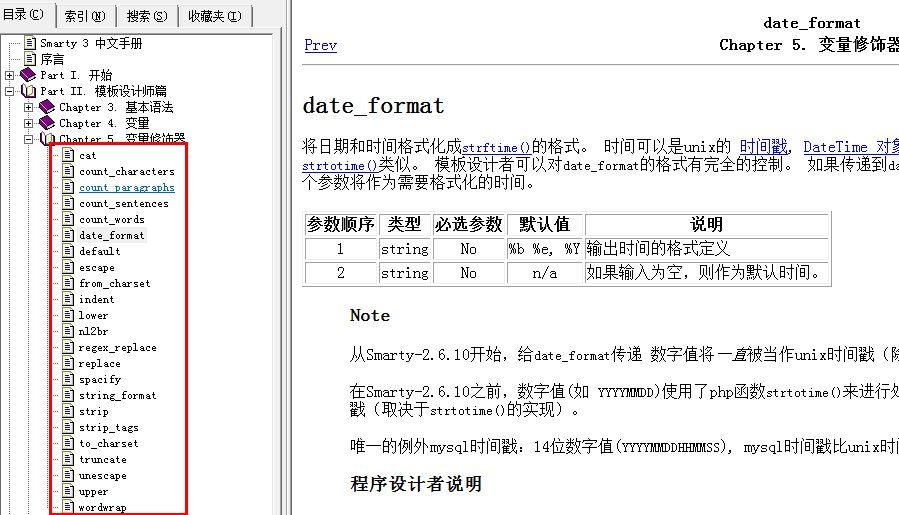 目录(C) 索引(N) 搜索(S) 收藏夹(I)
Smarty 3 中文手册
序言
Part I. 开始
Part II. 模板设计师篇
Chapter 3. 基本语法
Chapter 4. 变量
Chapter 5. 变量修饰器
cat
count_characters
count_paragraphs
count_sentences
count_words
date_format
default
escape
from_charset
indent
lower
nl2br
regex_replace
replace
spacify
string_format
strip
strip_tags
to_charset
truncate
unescape
upper
wordwrap
date_format
Prev Chapter 5. 变量修饰器
date_format
将日期和时间格式化成strftime()的格式。 时间可以是unix的 时间戳, DateTime 对象
strtotime()类似。 模板设计者可以对date_format的格式有完全的控制。 如果传递到da
个参数将作为需要格式化的时间。
参数顺序 类型 必选参数 默认值 说明
1 string No %b %e, %Y 输出时间的格式定义
2 string No n/a 如果输入为空，则作为默认时间。
Note
从Smarty-2.6.10开始，给date_format传递 数字值将一直被当作unix时间戳（除
在Smarty-2.6.10之前，数字值(如 YYYYMMDD)使用了php函数strtotime()来进行处
戳（取决于strtotime()的实现）。
唯一的例外mysql时间戳：14位数字值(YYYYMMDDHHMMSS), mysql时间戳比unix时间
程序设计者说明